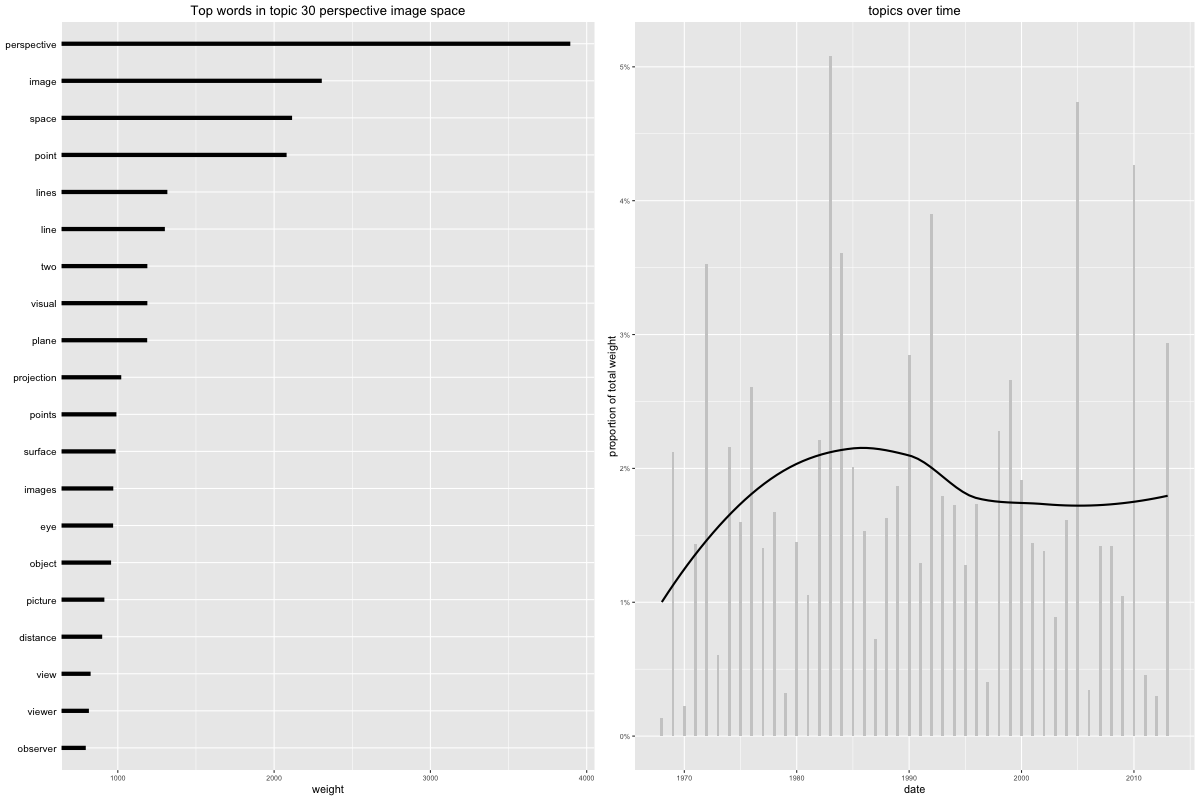 Top words in topic 30 perspective image space
perspective
image
space
point
lines
line
two
visual
plane
projection
points
surface
images
eye
object
picture
distance
view
viewer
observer
1000 2000 3000 4000
weight
topics over time
proportion of total weight
5%
4%
3%
2%
1%
0%
1970 1980 1990 2000 2010
date